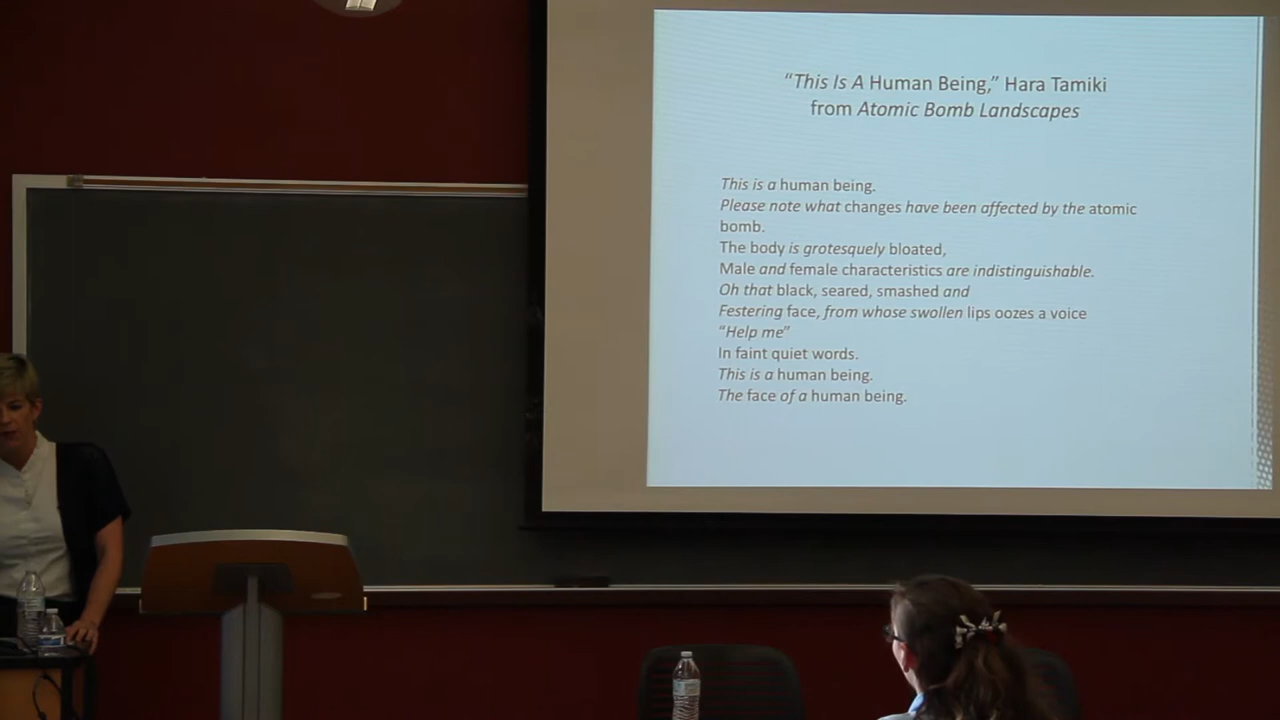 “This Is A Human Being,” Hara Tamiki
from Atomic Bomb Landscapes
This is a human being.
Please note what changes have been affected by the atomic
bomb.
The body is grotesquely bloated,
Male and female characteristics are indistinguishable.
Oh that black, seared, smashed and
Festering face, from whose swollen lips oozes a voice
“Help me”
In faint quiet words.
This is a human being.
The face of a human being.